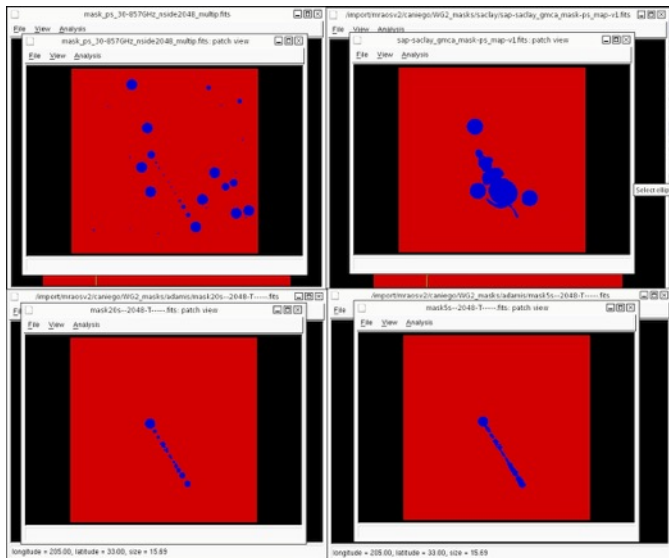 mask_ps_30-857GHz_nside2048_multip.fits
File View Analysis
mask_ps_30-857GHz_nside2048_multip.fits: patch view
File View Analysis
/import/mraosv2/caniego/WG2_masks/saclay/sap-saclay_gmca_mask-ps_map-v1.fits
File View Analysis
sap-saclay_gmca_mask-ps_map-v1.fits: patch view
File View Analysis
Select ellip
/import/mraosv2/caniego/WG2_masks/adamis/mask20s--2048-T-----.fits
mask20s--2048-T-----.fits: patch view
File View Analysis
longitude = 205.00, latitude = 33.00, size = 15.69
/import/mraosv2/caniego/WG2_masks/adamis/mask5s--2048-T-----.fits
mask5s--2048-T-----.fits: patch view
File View Analysis
longitude = 205.00, latitude = 33.00, size = 15.69